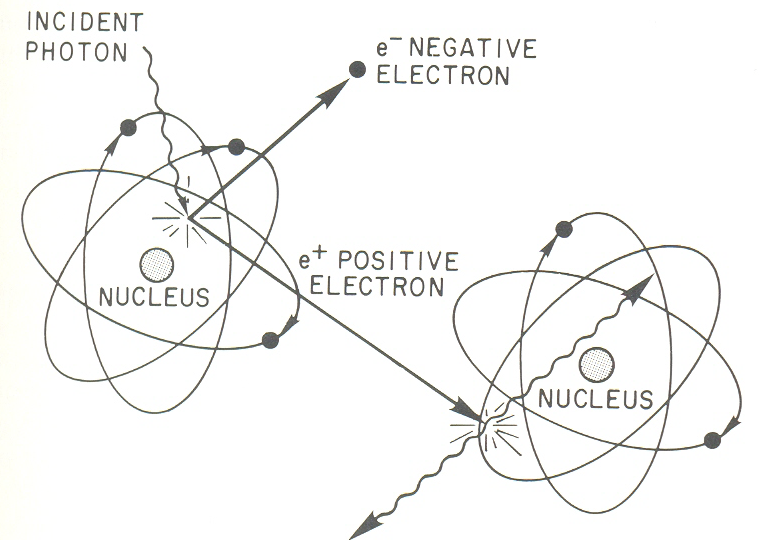 INCIDENT
PHOTON
e⁻ NEGATIVE
ELECTRON
e⁺ POSITIVE
ELECTRON
NUCLEUS
NUCLEUS